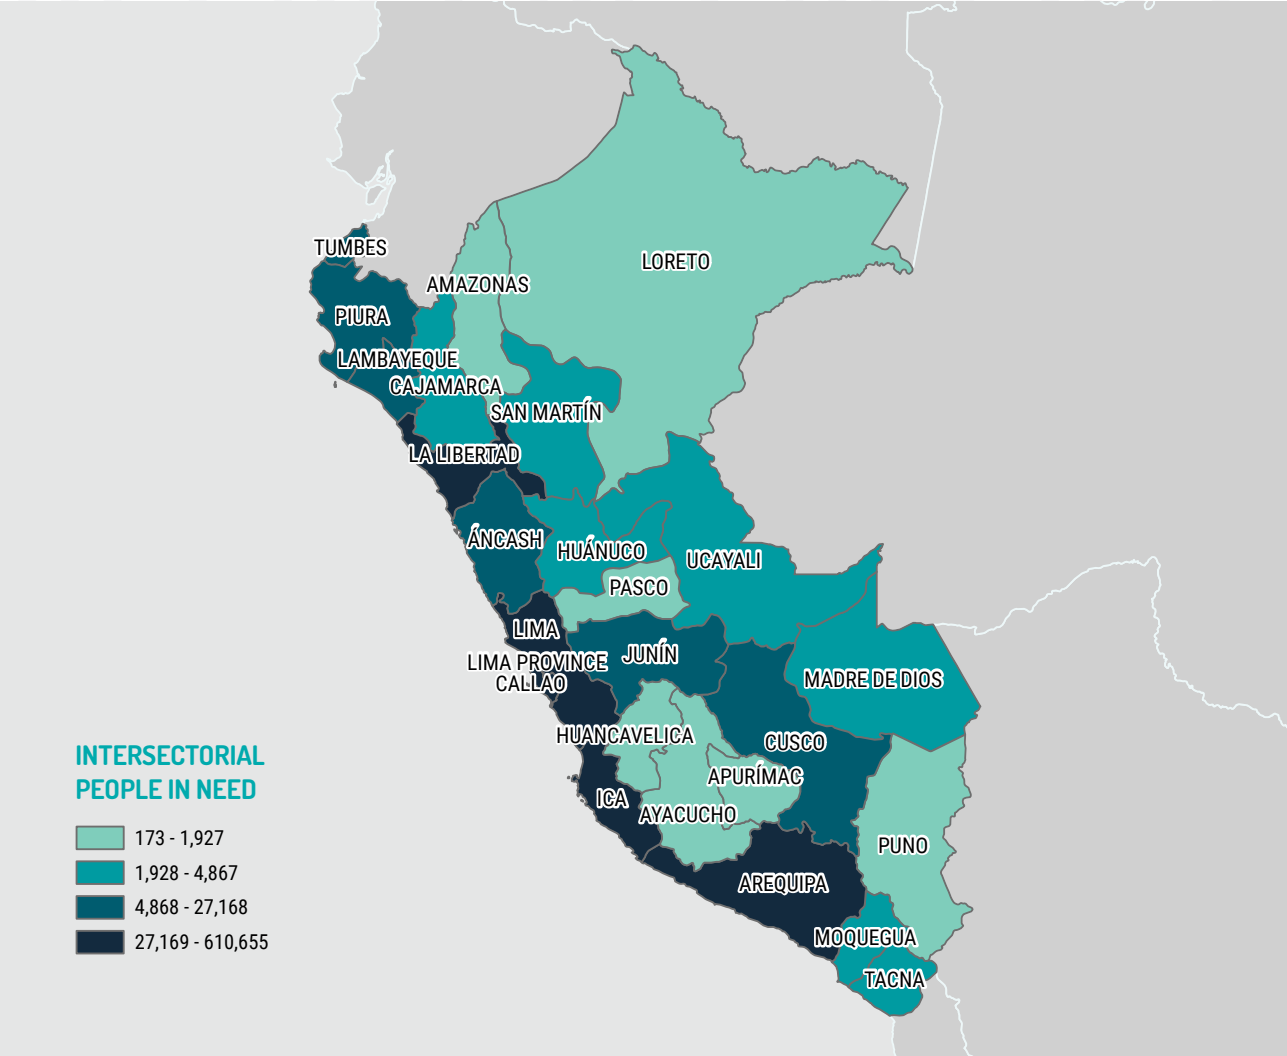 TUMBES
LORETO
AMAZONAS
PIURA
LAMBAYEQUE
CAJAMARCA
SAN MARTÍN
LA LIBERTAD
ÁNCASH
HUÁNUCO
UCAYALI
PASCO
LIMA
JUNÍN
LIMA PROVINCE
CALLAO
MADRE DE DIOS
HUANCAVELICA
CUSCO
APURÍMAC
ICA
AYACUCHO
PUNO
AREQUIPA
MOQUEGUA
TACNA
INTERSECTORIAL
PEOPLE IN NEED
173 - 1,927
1,928 - 4,867
4,868 - 27,168
27,169 - 610,655